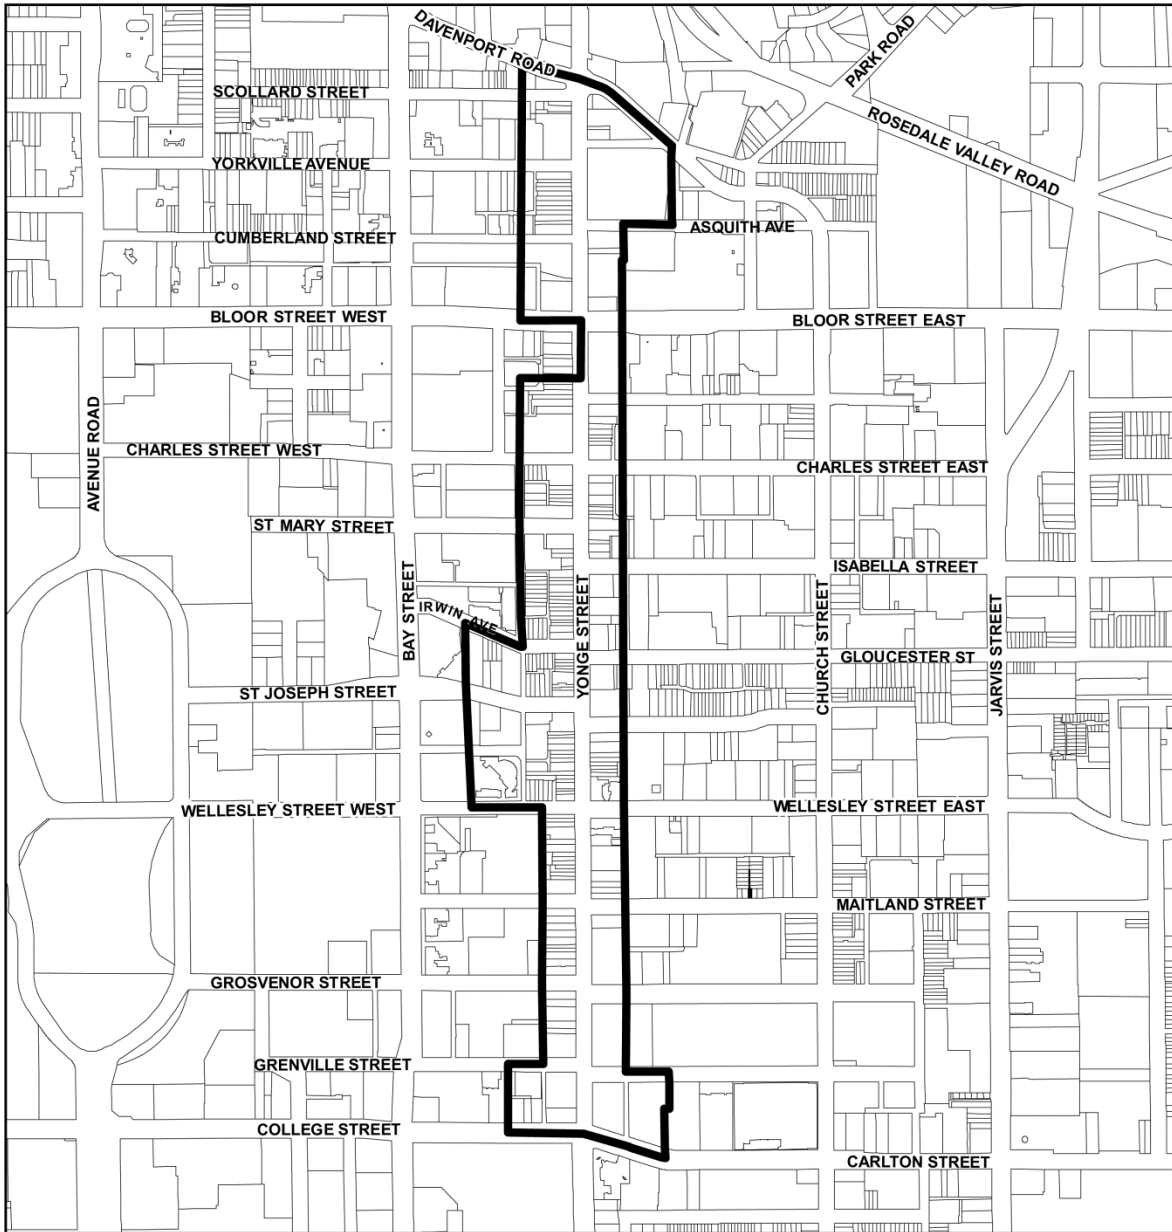 DAVENPORT ROAD
PARK ROAD
SCOLLARD STREET
ROSEDALE VALLEY ROAD
YORKVILLE AVENUE
ASQUITH AVE
CUMBERLAND STREET
BLOOR STREET WEST
BLOOR STREET EAST
AVENUE ROAD
CHARLES STREET WEST
CHARLES STREET EAST
ST MARY STREET
ISABELLA STREET
BAY STREET
IRWIN AVE
YONGE STREET
CHURCH STREET
JARVIS STREET
GLOUCESTER ST
ST JOSEPH STREET
WELLESLEY STREET WEST
WELLESLEY STREET EAST
MAITLAND STREET
GROSVENOR STREET
GRENVILLE STREET
COLLEGE STREET
CARLTON STREET